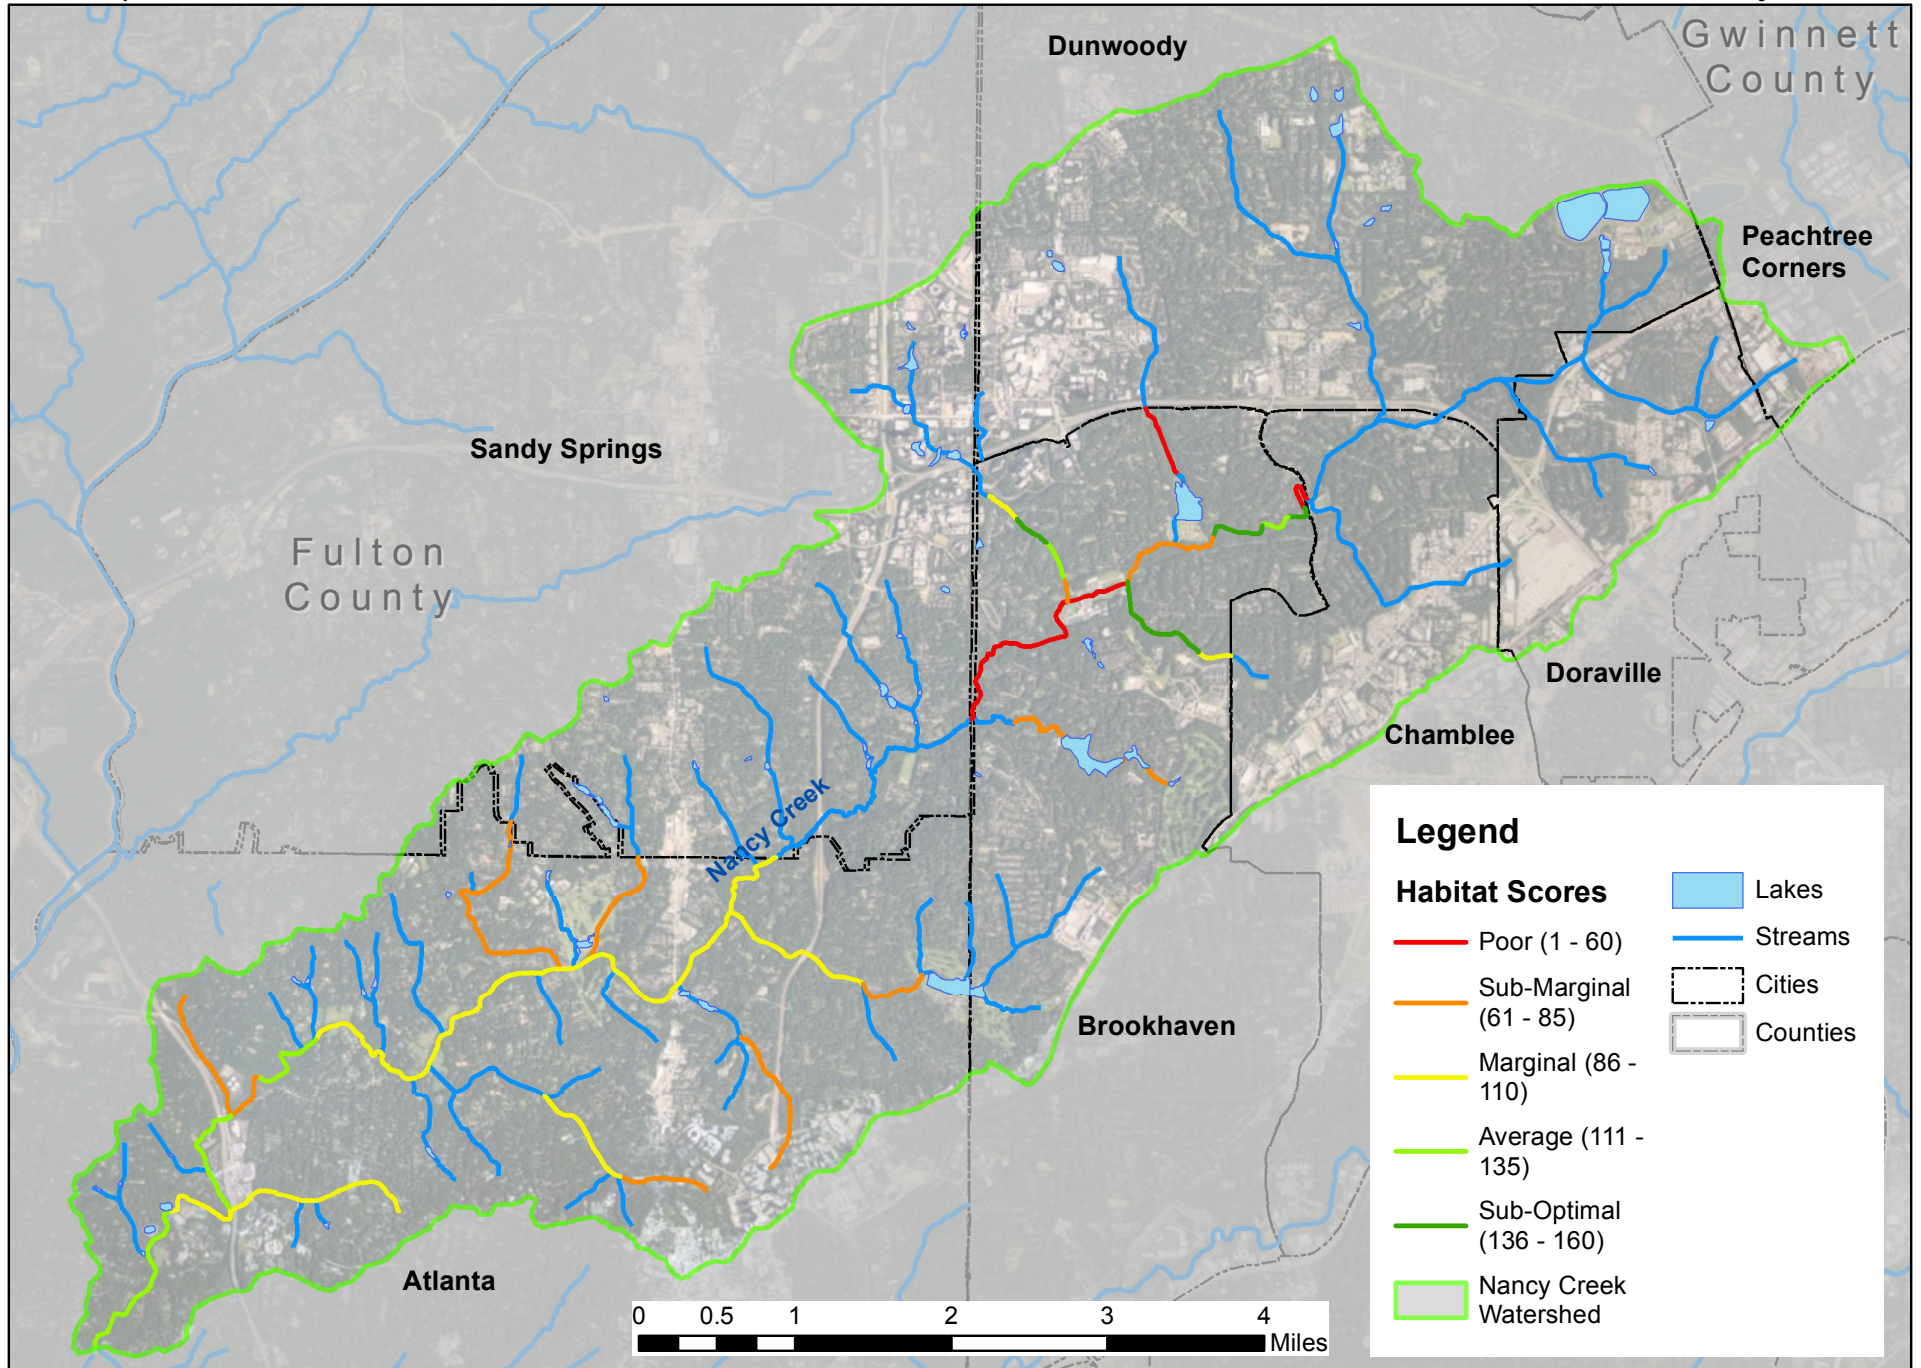 Dunwoody
Gwinnett
County
Peachtree
Corners
Sandy Springs
Fulton
County
Doraville
Chamblee
Nancy Creek
Brookhaven
Atlanta
0 0.5 1 2 3 4
Miles
Legend
Habitat Scores
Poor (1 - 60)
Sub-Marginal
(61 - 85)
Marginal (86 -
110)
Average (111 -
135)
Sub-Optimal
(136 - 160)
Nancy Creek
Watershed
Lakes
Streams
Cities
Counties